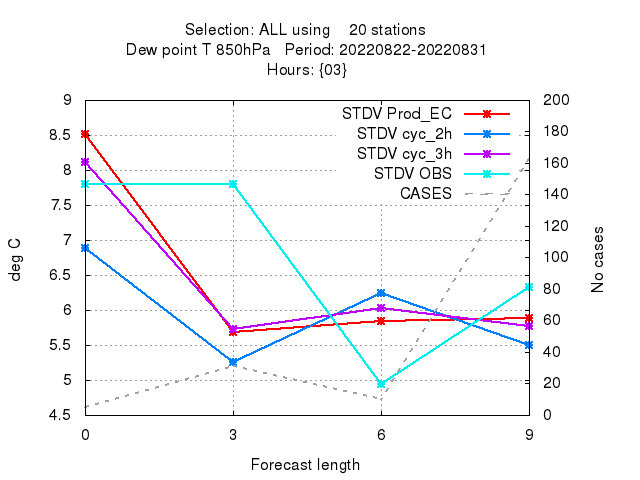 Selection: ALL using    20 stations
Dew point T 850hPa   Period: 20220822-20220831
Hours: {03}
STDV Prod_EC
STDV cyc_2h
STDV cyc_3h
STDV OBS
CASES
9
8.5
8
7.5
7
6.5
6
5.5
5
4.5
200
180
160
140
120
100
80
60
40
20
0
deg C
No cases
0 3 6 9
Forecast length